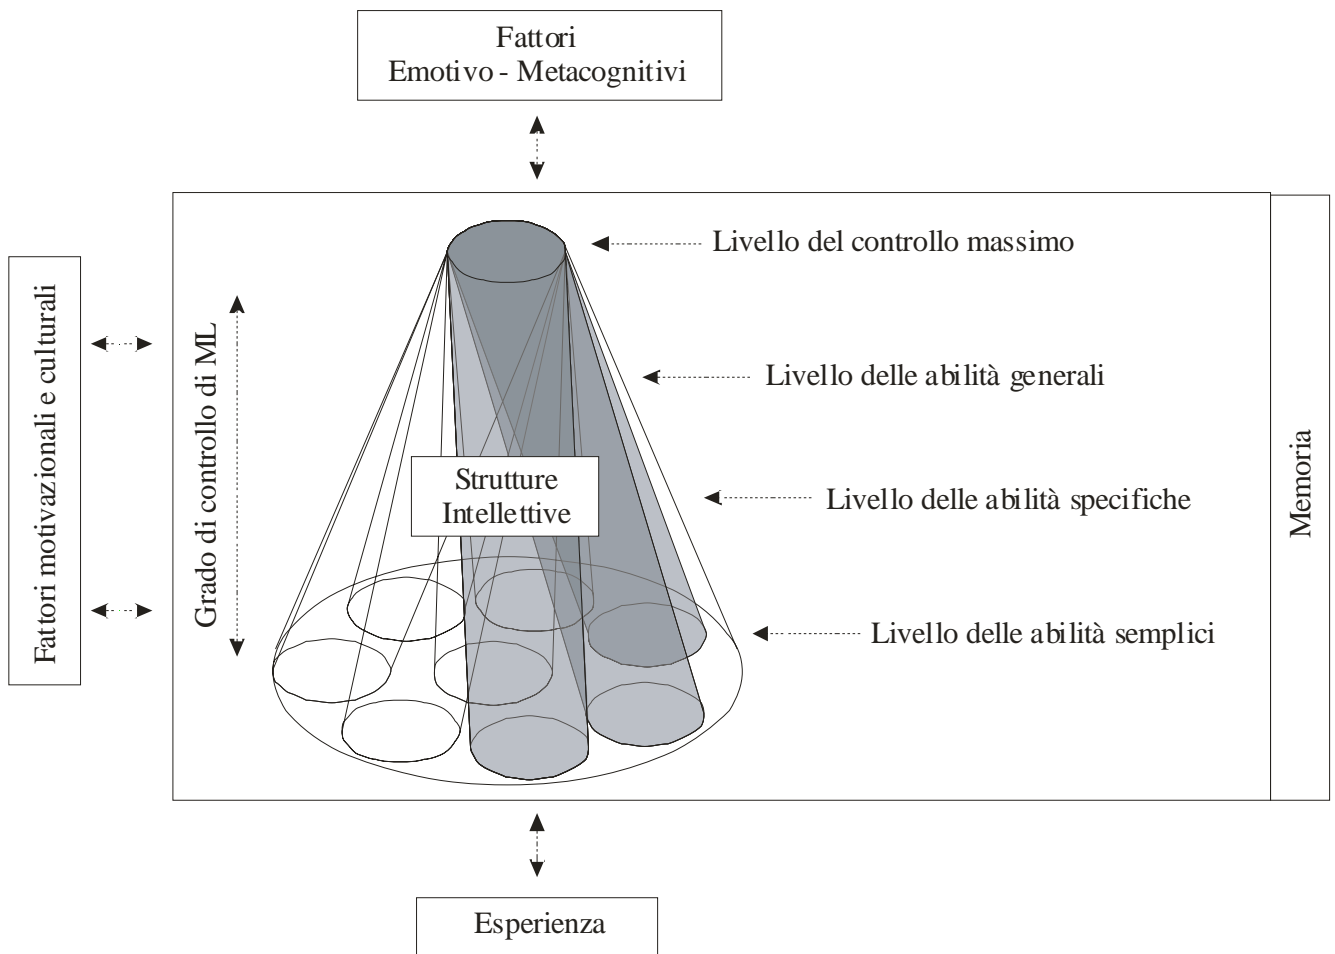 Fattori
Emotivo - Metacognitivi
Livello del controllo massimo
Fattori motivazionali e culturali
Grado di controllo di ML
Livello delle abilità generali
Strutture
Intellettive
Livello delle abilità specifiche
Memoria
Livello delle abilità semplici
Esperienza